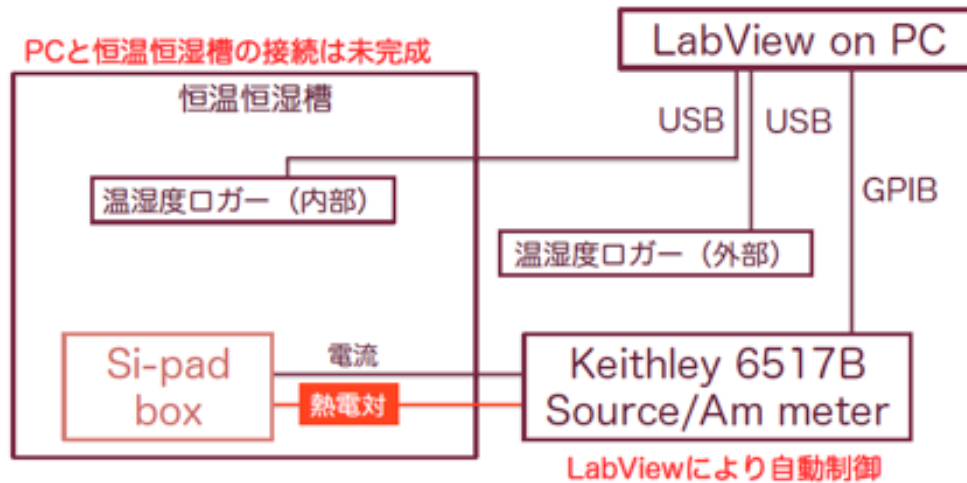 PCと恒温恒湿槽の接続は未完成
LabView on PC
恒温恒湿槽
USB
USB
温湿度ロガー（内部）
GPIB
温湿度ロガー（外部）
Si-pad
box
電流
熱電対
Keithley 6517B
Source/Am meter
LabViewにより自動制御